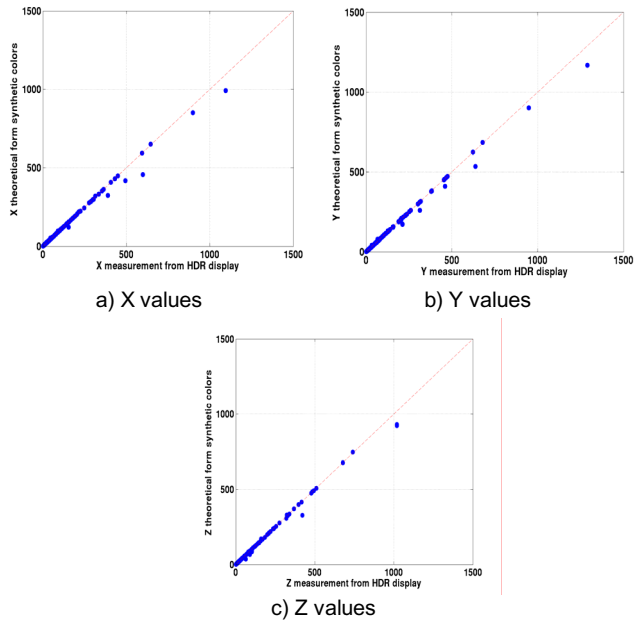 1500
1000
500
0
0
500
1000
1500
X theoretical form synthetic colors
X measurement from HDR display
a) X values
1500
1000
500
0
0
500
1000
1500
Y theoretical form synthetic colors
Y measurement from HDR display
b) Y values
1500
1000
500
0
0
500
1000
1500
Z theoretical form synthetic colors
Z measurement from HDR display
c) Z values